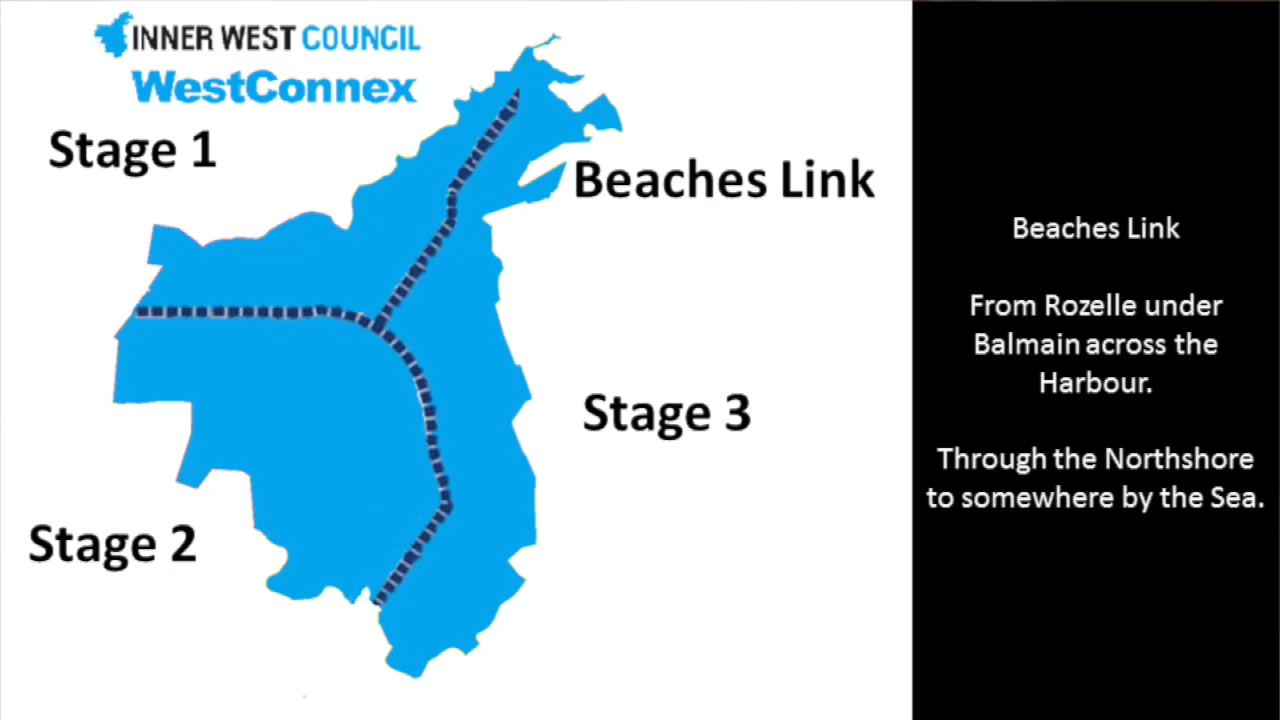 INNER WEST COUNCIL
WestConnex
Stage 1
Beaches Link
Stage 3
Stage 2
Beaches Link
From Rozelle under
Balmain across the
Harbour.
Through the Northshore
to somewhere by the Sea.